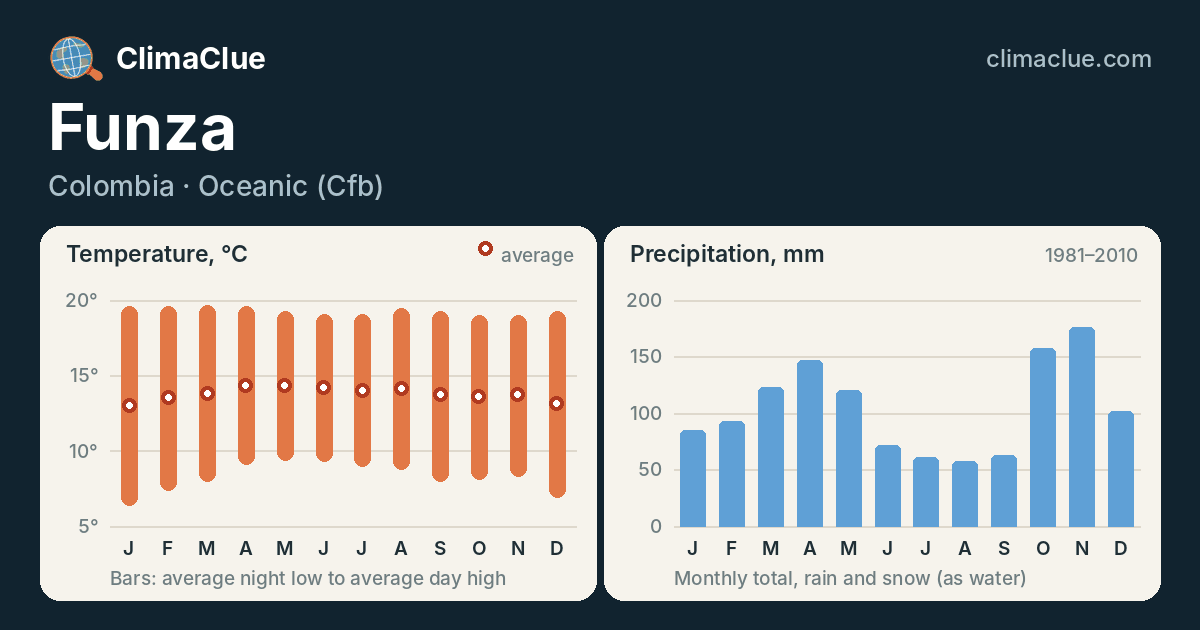 ClimaClue
climaclue.com
Funza
Colombia · Oceanic (Cfb)
Temperature, °C
average
20°
15°
10°
5°
J F M A M J J A S O N D
Bars: average night low to average day high
Precipitation, mm
1981–2010
200
150
100
50
0
J F M A M J J A S O N D
Monthly total, rain and snow (as water)